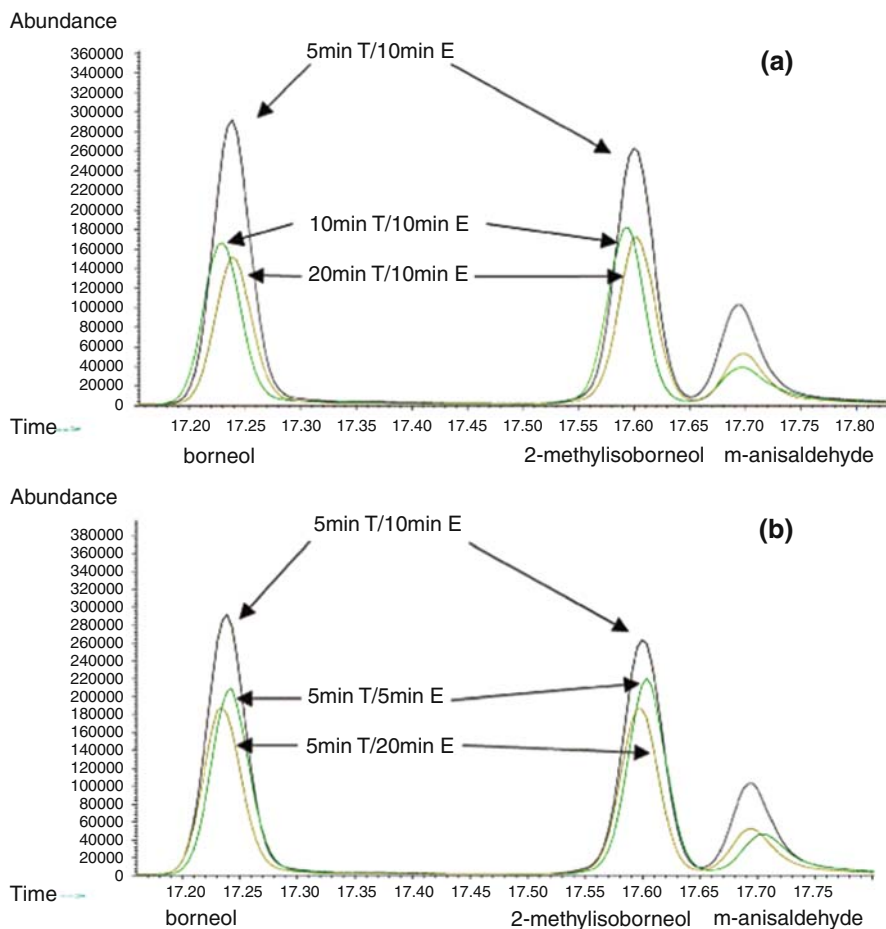 Abundance
(a)
5min T/10min E
10min T/10min E
20min T/10min E
360000
340000
320000
300000
280000
260000
240000
220000
200000
180000
160000
140000
120000
100000
80000
60000
40000
20000
0
Time
17.20 17.25 17.30 17.35 17.40 17.45 17.50 17.55 17.60 17.65 17.70 17.75 17.80
borneol 2-methylisoborneol m-anisaldehyde
Abundance
(b)
5min T/10min E
5min T/5min E
5min T/20min E
380000
360000
340000
320000
300000
280000
260000
240000
220000
200000
180000
160000
140000
120000
100000
80000
60000
40000
20000
0
Time
17.20 17.25 17.30 17.35 17.40 17.45 17.50 17.55 17.60 17.65 17.70 17.75
borneol 2-methylisoborneol m-anisaldehyde